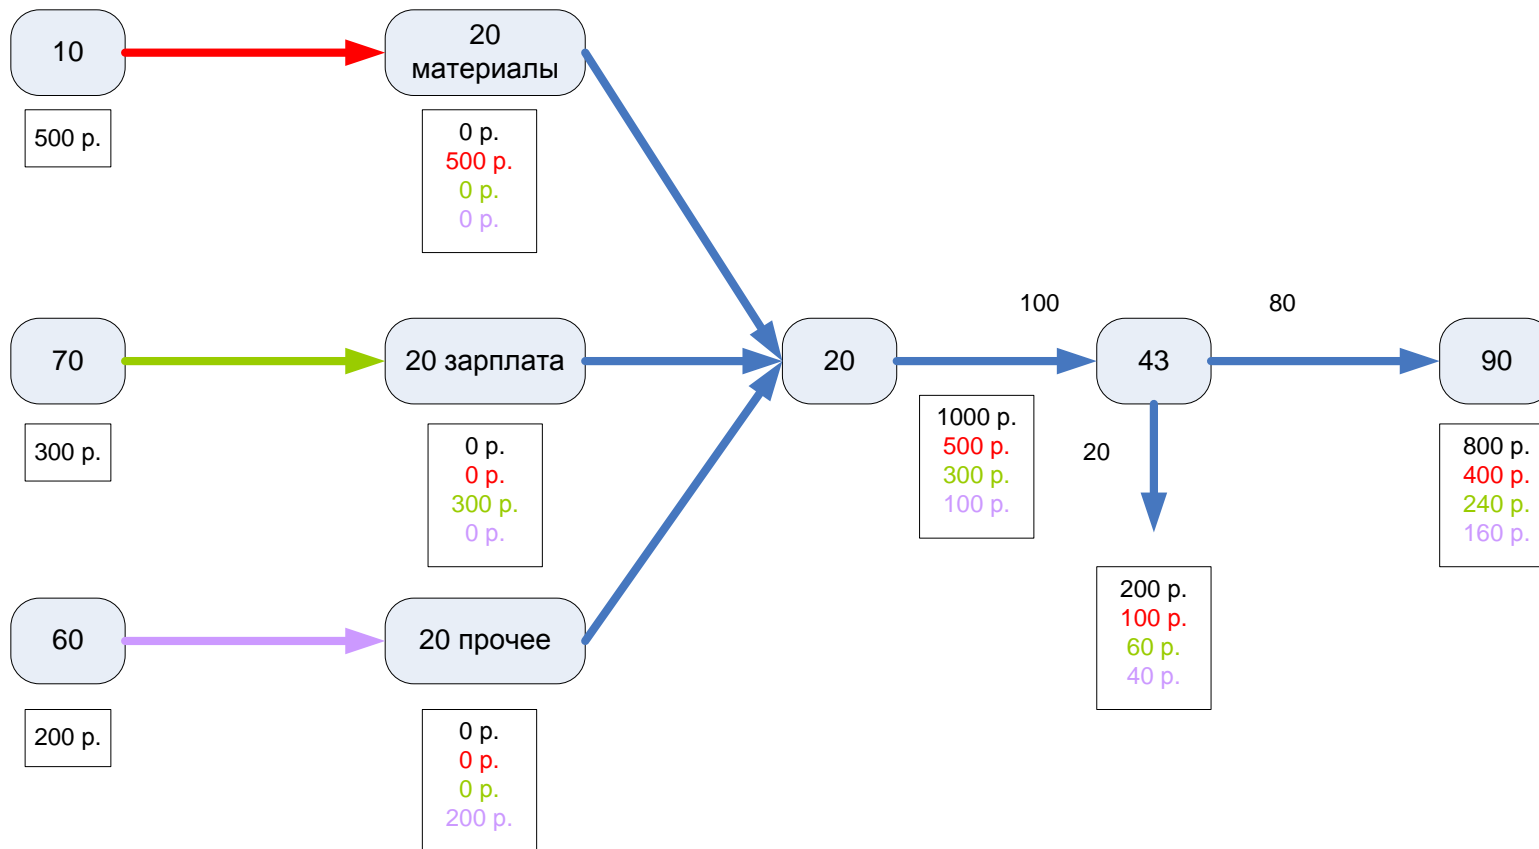 10
20
материалы
500 р.
0 р.
500 р.
0 р.
0 р.
100
80
70
20 зарплата
20
43
90
300 р.
0 р.
0 р.
300 р.
0 р.
1000 р.
500 р.
300 р.
100 р.
20
800 р.
400 р.
240 р.
160 р.
200 р.
100 р.
60 р.
40 р.
60
20 прочее
200 р.
0 р.
0 р.
0 р.
200 р.